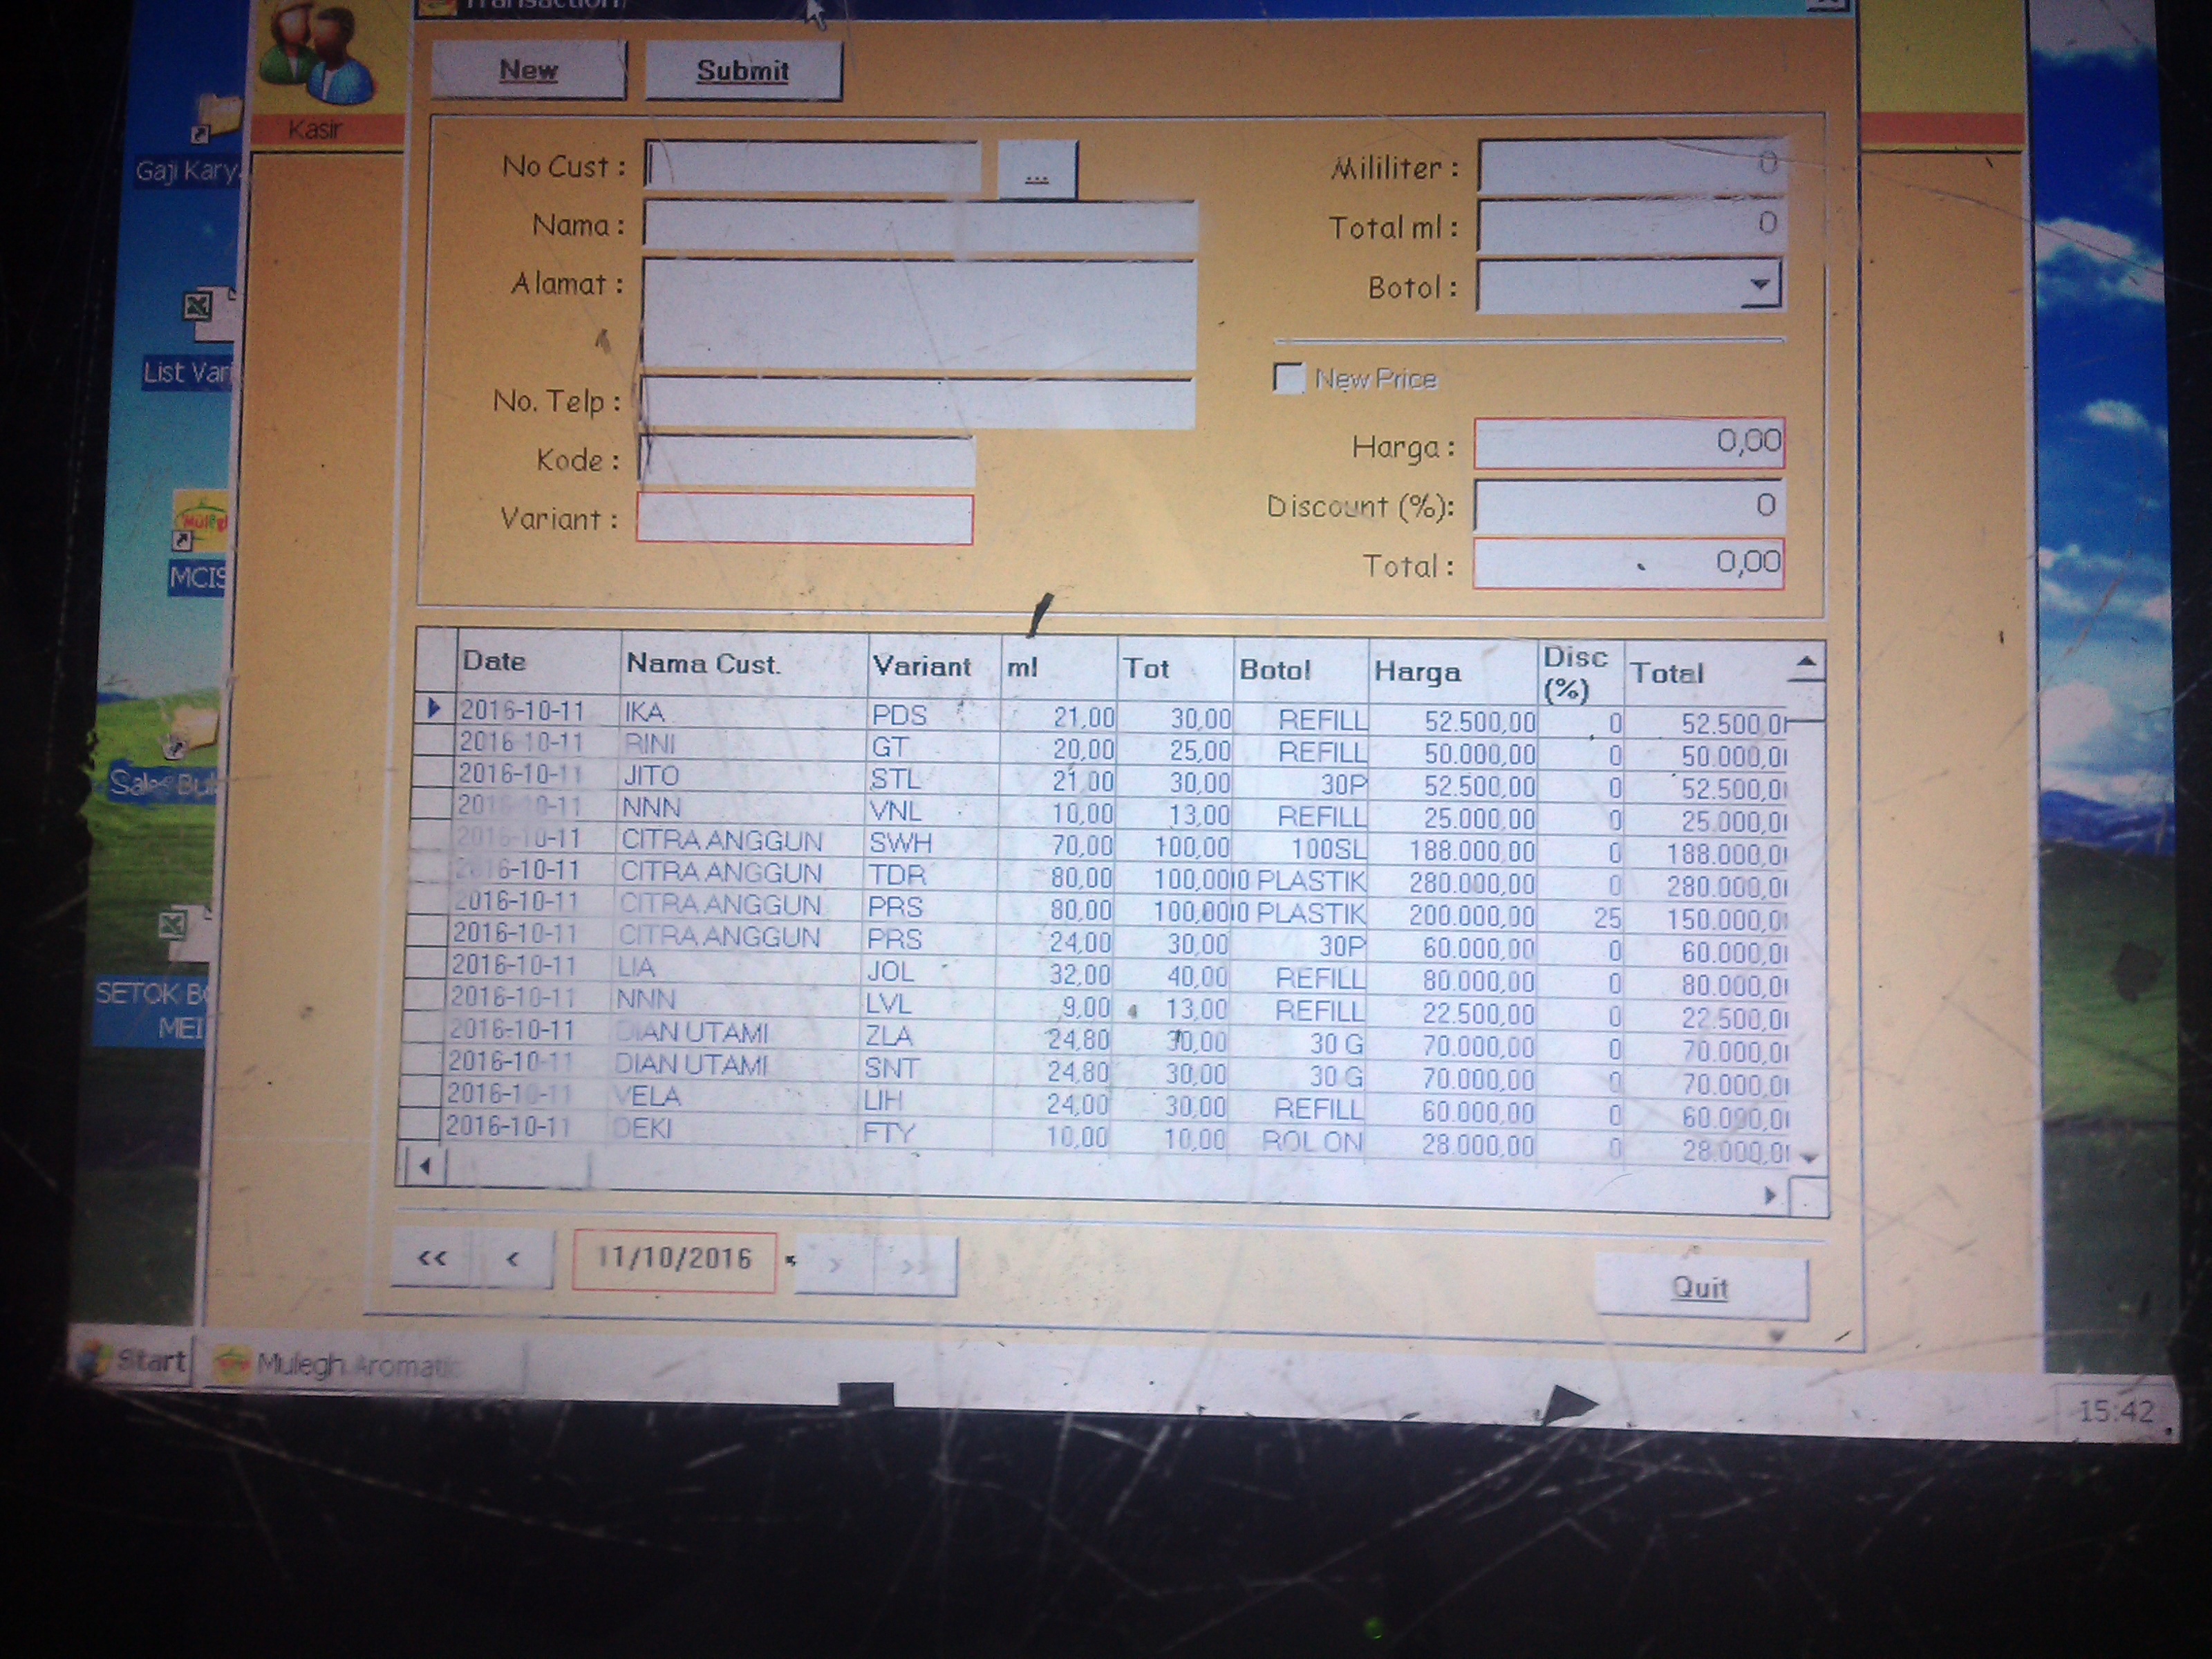 Transaction
New Submit
Kasir
Gaji Kary
List Var
Mulegh
MCIS
Sales Bu
SETOK B
MEI
No Cust : ...
Nama :
Alamat :
No. Telp :
Kode :
Variant :
Mililiter : 0
Total ml : 0
Botol :
New Price
Harga : 0,00
Discount (%): 0
Total : 0,00
Date Nama Cust. Variant ml Tot Botol Harga Disc (%) Total
2016-10-11 IKA PDS 21,00 30,00 REFILL 52.500,00 0 52.500,0
2016-10-11 RINI GT 20,00 25,00 REFILL 50.000,00 0 50.000,0
2016-10-11 JITO STL 21,00 30,00 30P 52.500,00 0 52.500,0
2016-10-11 NNN VNL 10,00 13,00 REFILL 25.000,00 0 25.000,0
2016-10-11 CITRA ANGGUN SWH 70,00 100,00 100SL 188.000,00 0 188.000,0
2016-10-11 CITRA ANGGUN TDR 80,00 100,00 0 PLASTIK 280.000,00 0 280.000,0
2016-10-11 CITRA ANGGUN PRS 80,00 100,00 0 PLASTIK 200.000,00 25 150.000,0
2016-10-11 CITRA ANGGUN PRS 24,00 30,00 30P 60.000,00 0 60.000,0
2016-10-11 LIA JOL 32,00 40,00 REFILL 80.000,00 0 80.000,0
2016-10-11 NNN LVL 9,00 13,00 REFILL 22.500,00 0 22.500,0
2016-10-11 DIAN UTAMI ZLA 24,80 30,00 30 G 70.000,00 0 70.000,0
2016-10-11 DIAN UTAMI SNT 24,80 30,00 30 G 70.000,00 0 70.000,0
2016-10-11 VELA LIH 24,00 30,00 REFILL 60.000,00 0 60.000,0
2016-10-11 DEKI FTY 10,00 10,00 ROL ON 28.000,00 0 28.000,0
<< < 11/10/2016 > >>
Quit
Start Mulegh Aromatic
15:42